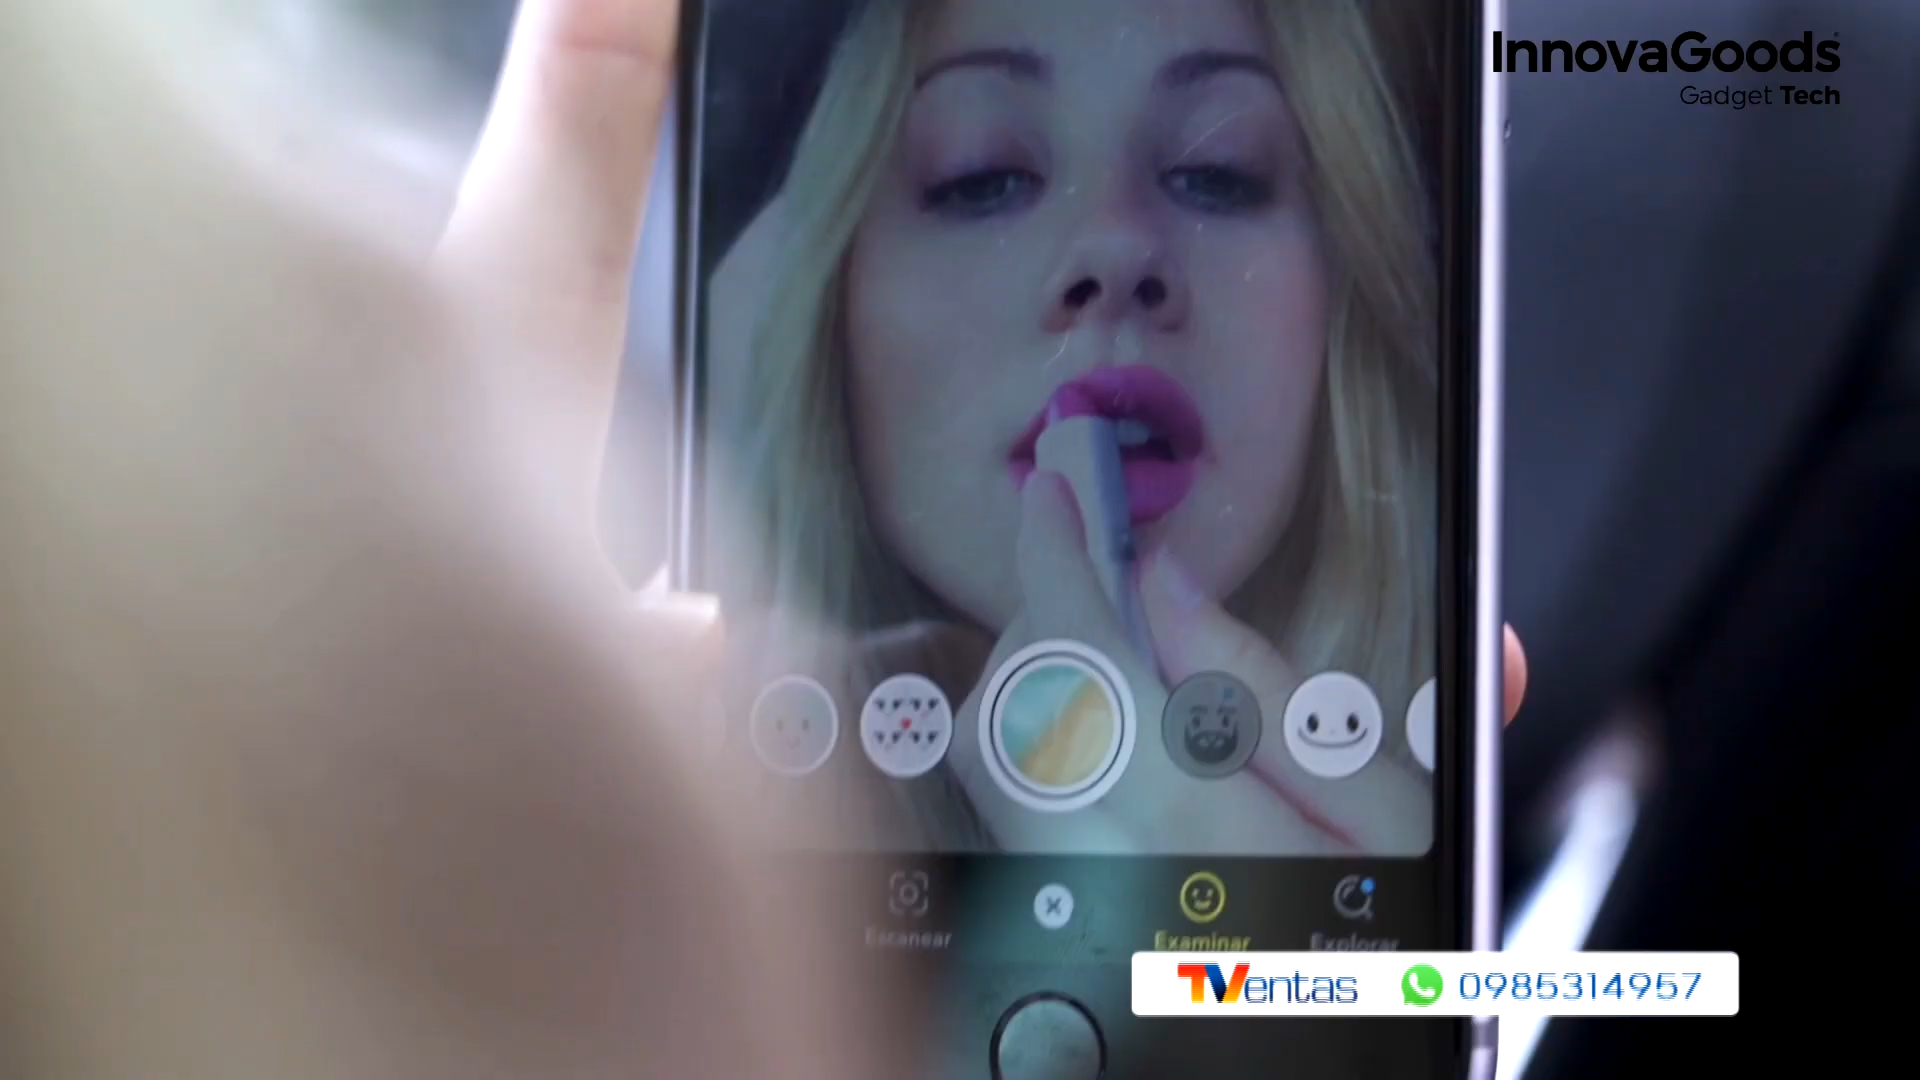 InnovaGoods
Gadget Tech
Escanear
Examinar
Explorar
TVentas 0985314957